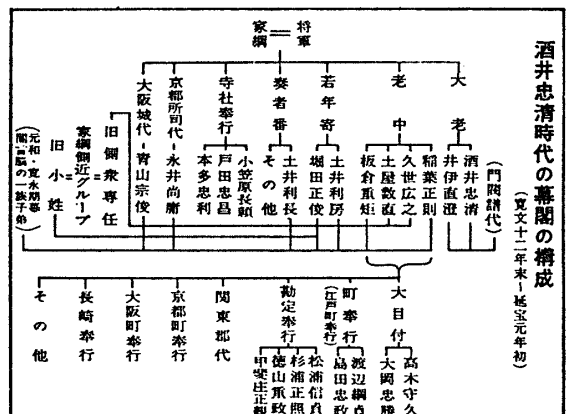 酒井忠清時代の幕閣の構成
(寛文十二年末～延宝元年初)
将軍
家綱
大老
(門閥譜代)
酒井忠清
井伊直澄
老中
稲葉正則
久世広之
土屋数直
板倉重矩
若年寄
土井利房
堀田正俊
奏者番
土井利長
その他
寺社奉行
小笠原長頼
戸田忠昌
本多忠利
京都所司代
永井尚庸
大阪城代
青山宗俊
旧側衆専任
家綱側近グループ
旧小姓
(元和・寛永期幕
閣首脳の一族子弟)
大目付
高木守久
大岡忠勝
町奉行
(江戸町奉行)
渡辺綱貞
島田忠政
勘定奉行
松浦信貞
杉浦正照
徳山重政
甲斐庄正親
関東郡代
京都町奉行
大阪町奉行
長崎奉行
その他